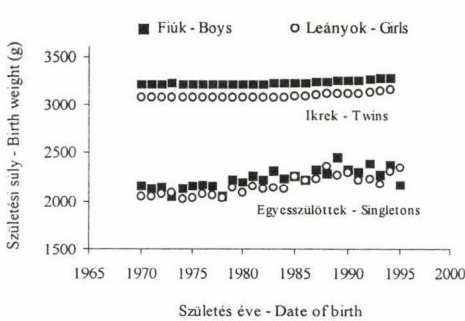 Fiúk - Boys Leányok - Girls
Születési súly - Birth weight (g)
3500
3000
Ikrek - Twins
2500
2000
Egyesszülöttek - Singletons
1500
1965 1970 1975 1980 1985 1990 1995 2000
Születés éve - Date of birth